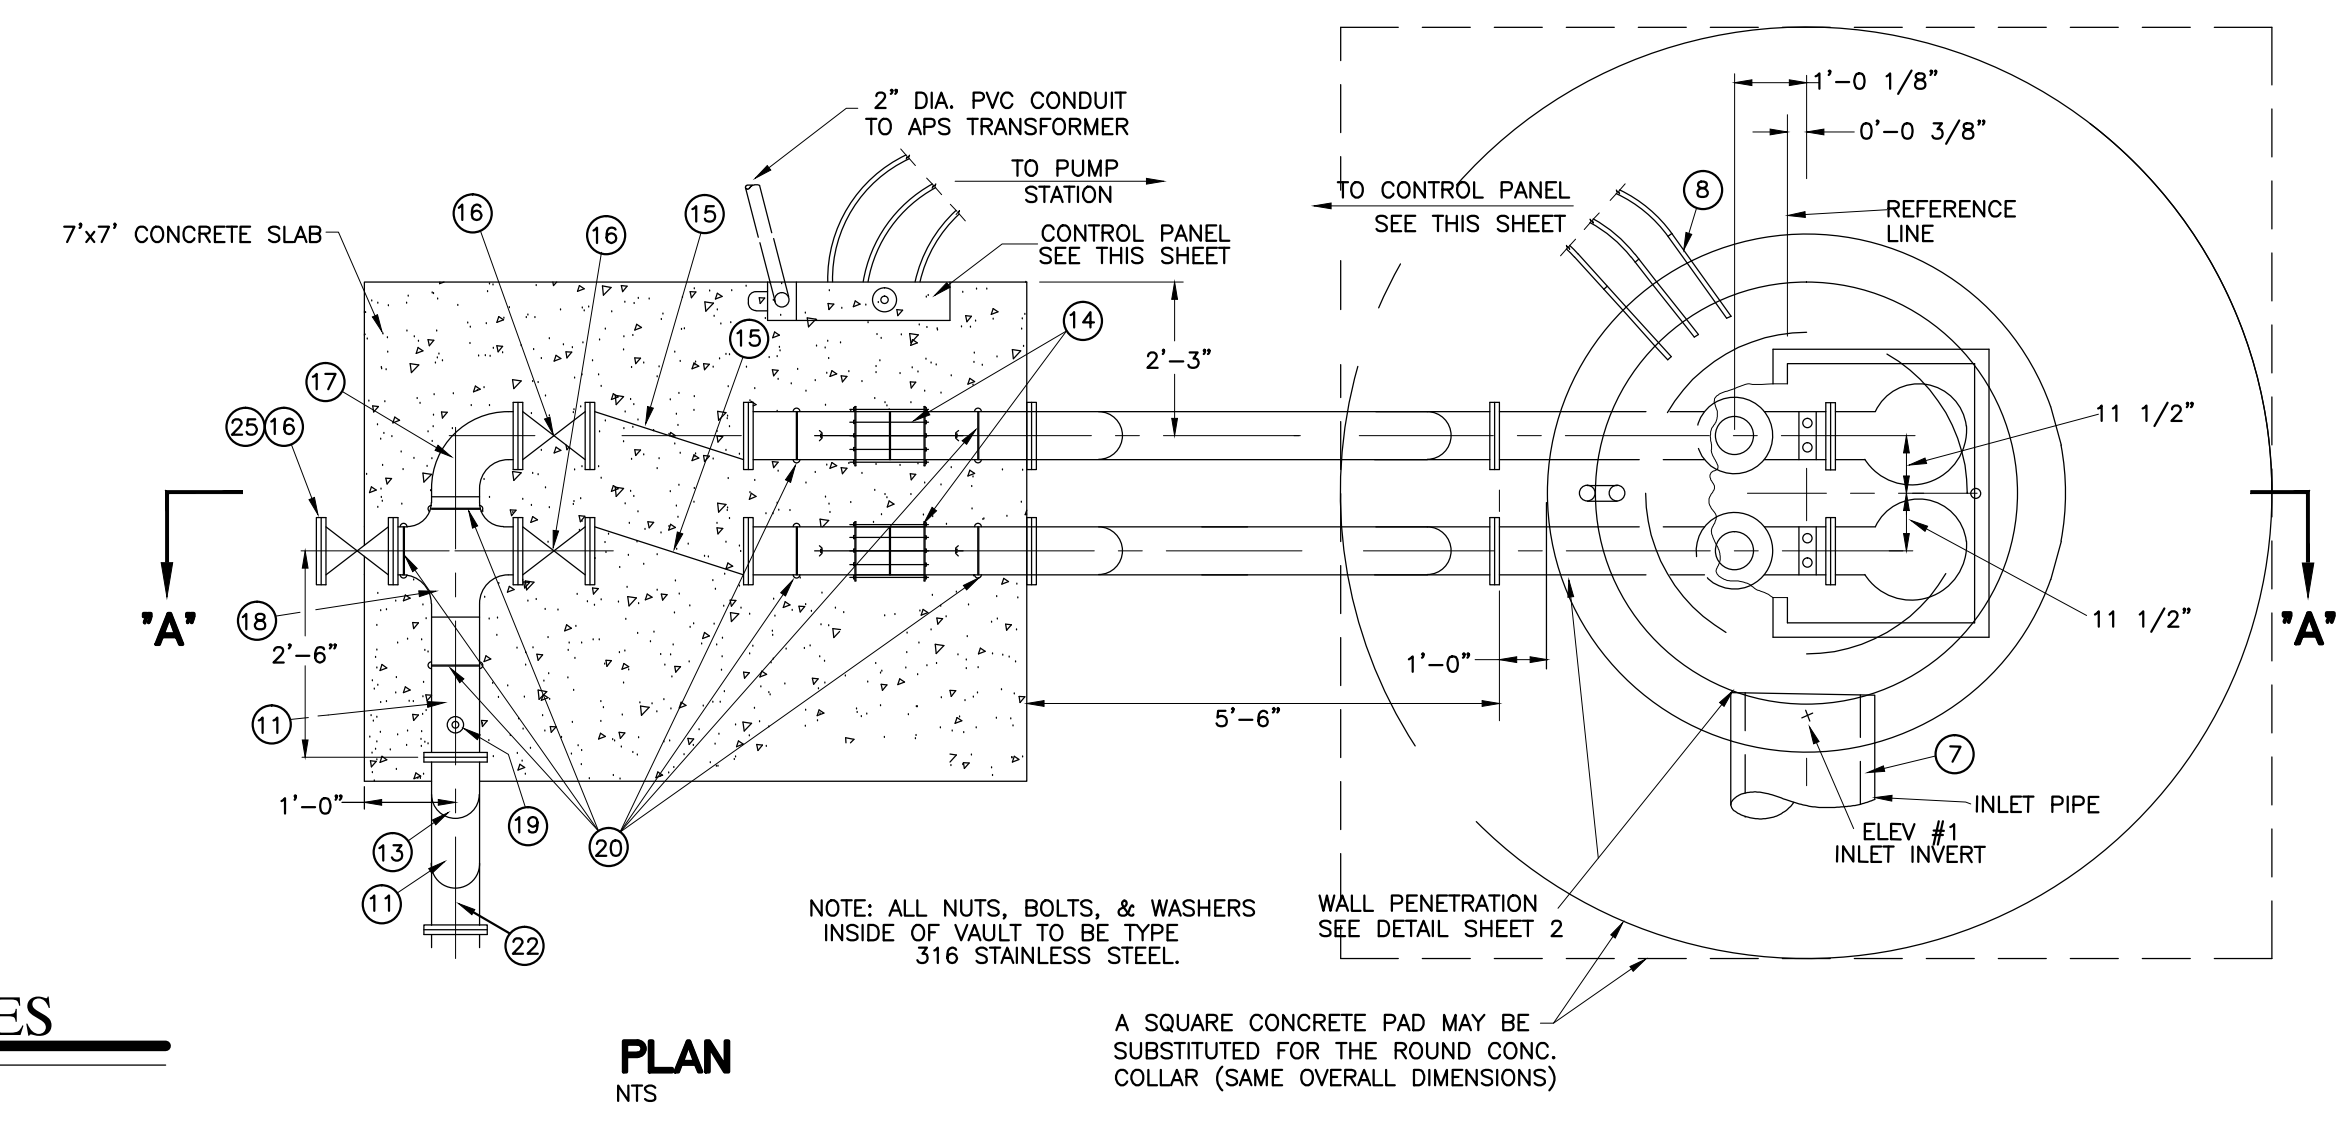 1'-0 1/8"
2" DIA. PVC CONDUIT
TO APS TRANSFORMER
0'-0 3/8"
TO PUMP
STATION
TO CONTROL PANEL
SEE THIS SHEET
8
16
15
REFERENCE
LINE
7'x7' CONCRETE SLAB
16
CONTROL PANEL
SEE THIS SHEET
14
15
2'-3"
17
25
16
11 1/2"
"A"
18
2'-6"
11 1/2"
"A"
1'-0"
11
5'-6"
7
1'-0"
19
INLET PIPE
13
20
ELEV #1
INLET INVERT
11
22
NOTE: ALL NUTS, BOLTS, & WASHERS
INSIDE OF VAULT TO BE TYPE
316 STAINLESS STEEL.
WALL PENETRATION
SEE DETAIL SHEET 2
ES
PLAN
NTS
A SQUARE CONCRETE PAD MAY BE
SUBSTITUTED FOR THE ROUND CONC.
COLLAR (SAME OVERALL DIMENSIONS)